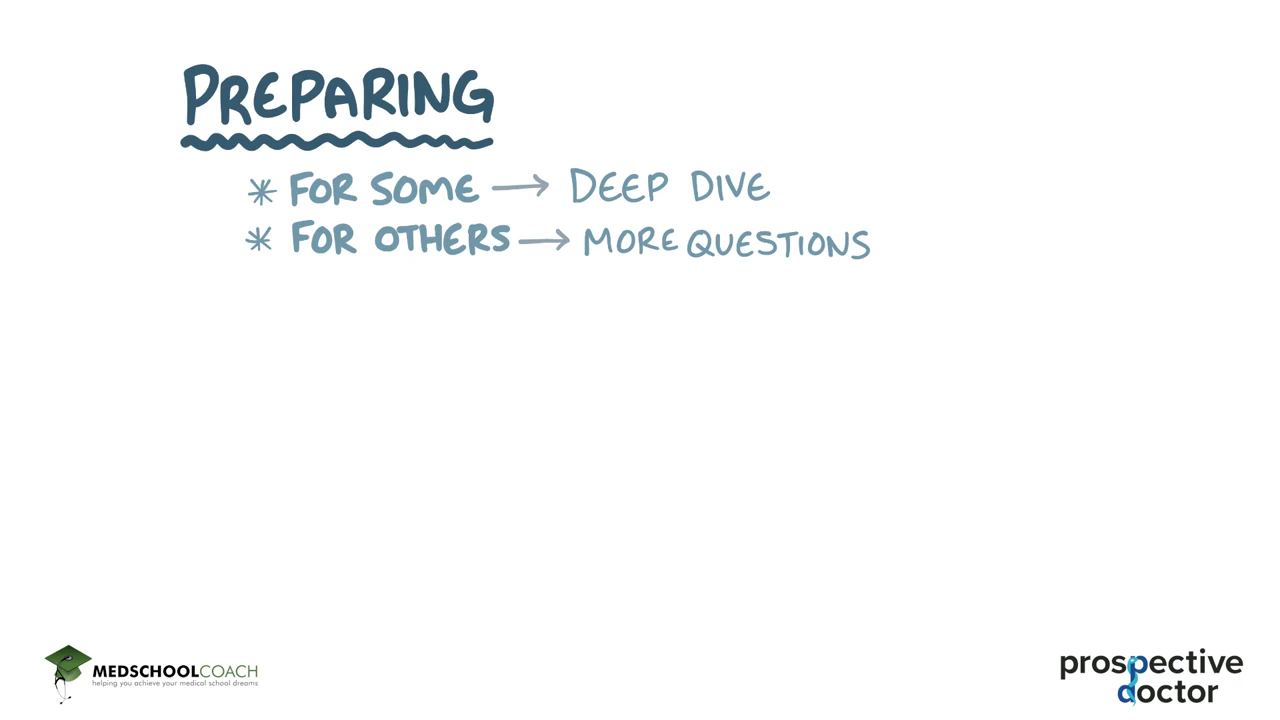 PREPARING
* FOR SOME → DEEP DIVE
* FOR OTHERS → MORE QUESTIONS
MEDSCHOOLCOACH
helping you achieve your medical school dreams
prospective
doctor